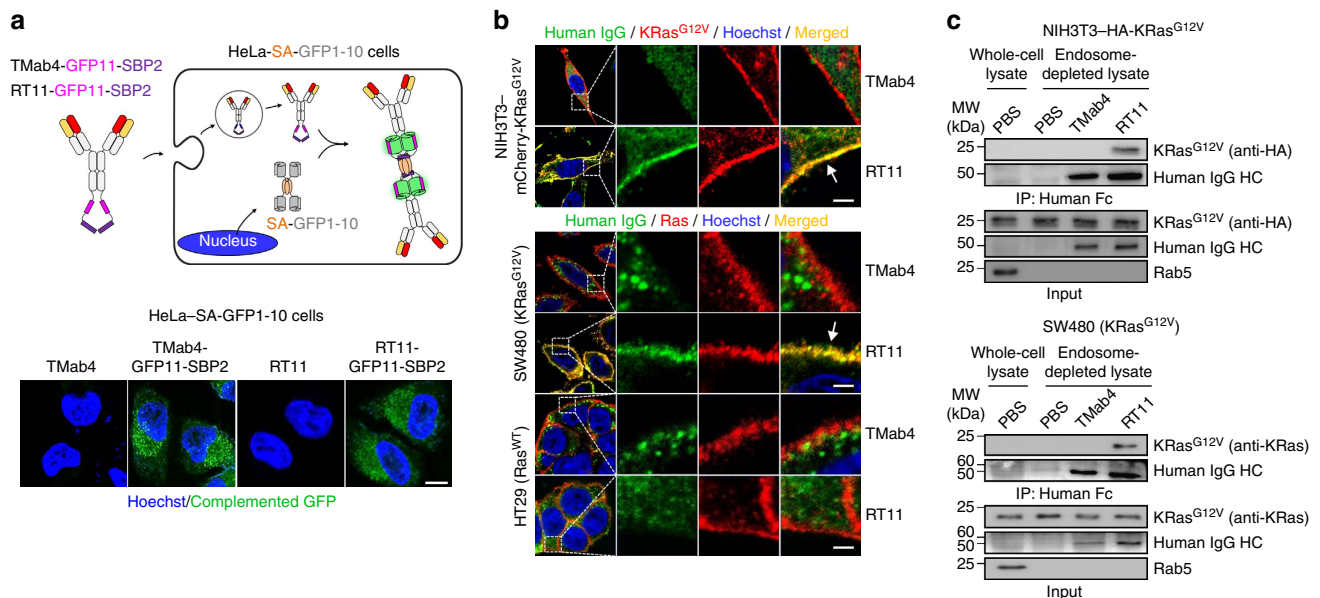 a
HeLa-SA-GFP1-10 cells
TMab4-GFP11-SBP2
RT11-GFP11-SBP2
SA-GFP1-10
Nucleus
HeLa–SA-GFP1-10 cells
TMab4
TMab4-
GFP11-SBP2
RT11
RT11-
GFP11-SBP2
Hoechst/Complemented GFP
b
Human IgG / KRasG12V / Hoechst / Merged
NIH3T3–
mCherry-KRasG12V
TMab4
RT11
Human IgG / Ras / Hoechst / Merged
SW480 (KRasG12V)
TMab4
RT11
HT29 (RasWT)
TMab4
RT11
c
NIH3T3–HA-KRasG12V
Whole-cell
lysate
Endosome-
depleted lysate
MW
(kDa)
PBS
PBS
TMab4
RT11
25
KRasG12V (anti-HA)
50
Human IgG HC
IP: Human Fc
25
KRasG12V (anti-HA)
50
Human IgG HC
25
Rab5
Input
SW480 (KRasG12V)
Whole-cell
lysate
Endosome-
depleted lysate
MW
(kDa)
PBS
PBS
TMab4
RT11
25
KRasG12V (anti-KRas)
60
50
Human IgG HC
IP: Human Fc
25
KRasG12V (anti-KRas)
60
50
Human IgG HC
25
Rab5
Input